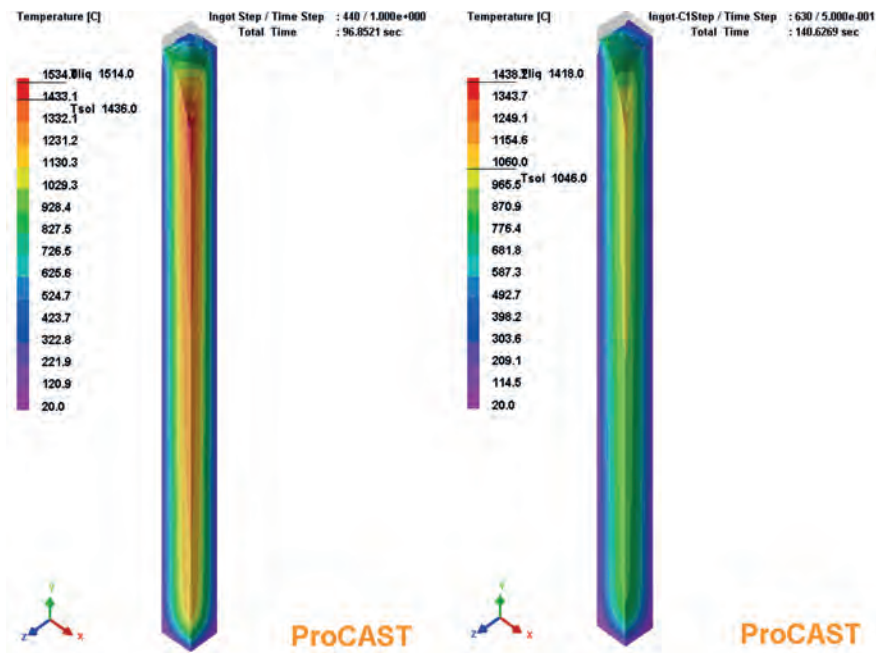 Temperature [C]
Ingot Step / Time Step : 440 / 1.000e+000
Total Time : 96.8521 sec
1534.0
Tliq 1514.0
1433.1
Tsol 1436.0
1332.1
1231.2
1130.3
1029.3
928.4
827.5
726.5
625.6
524.7
423.7
322.8
221.9
120.9
20.0
Y
Z
X
ProCAST
Temperature [C]
Ingot-C1Step / Time Step : 630 / 5.000e-001
Total Time : 140.6269 sec
1438.2
Tliq 1418.0
1343.7
1249.1
1154.6
1060.0
965.5
Tsol 1046.0
870.9
776.4
681.8
587.3
492.7
398.2
303.6
209.1
114.5
20.0
Y
Z
X
ProCAST